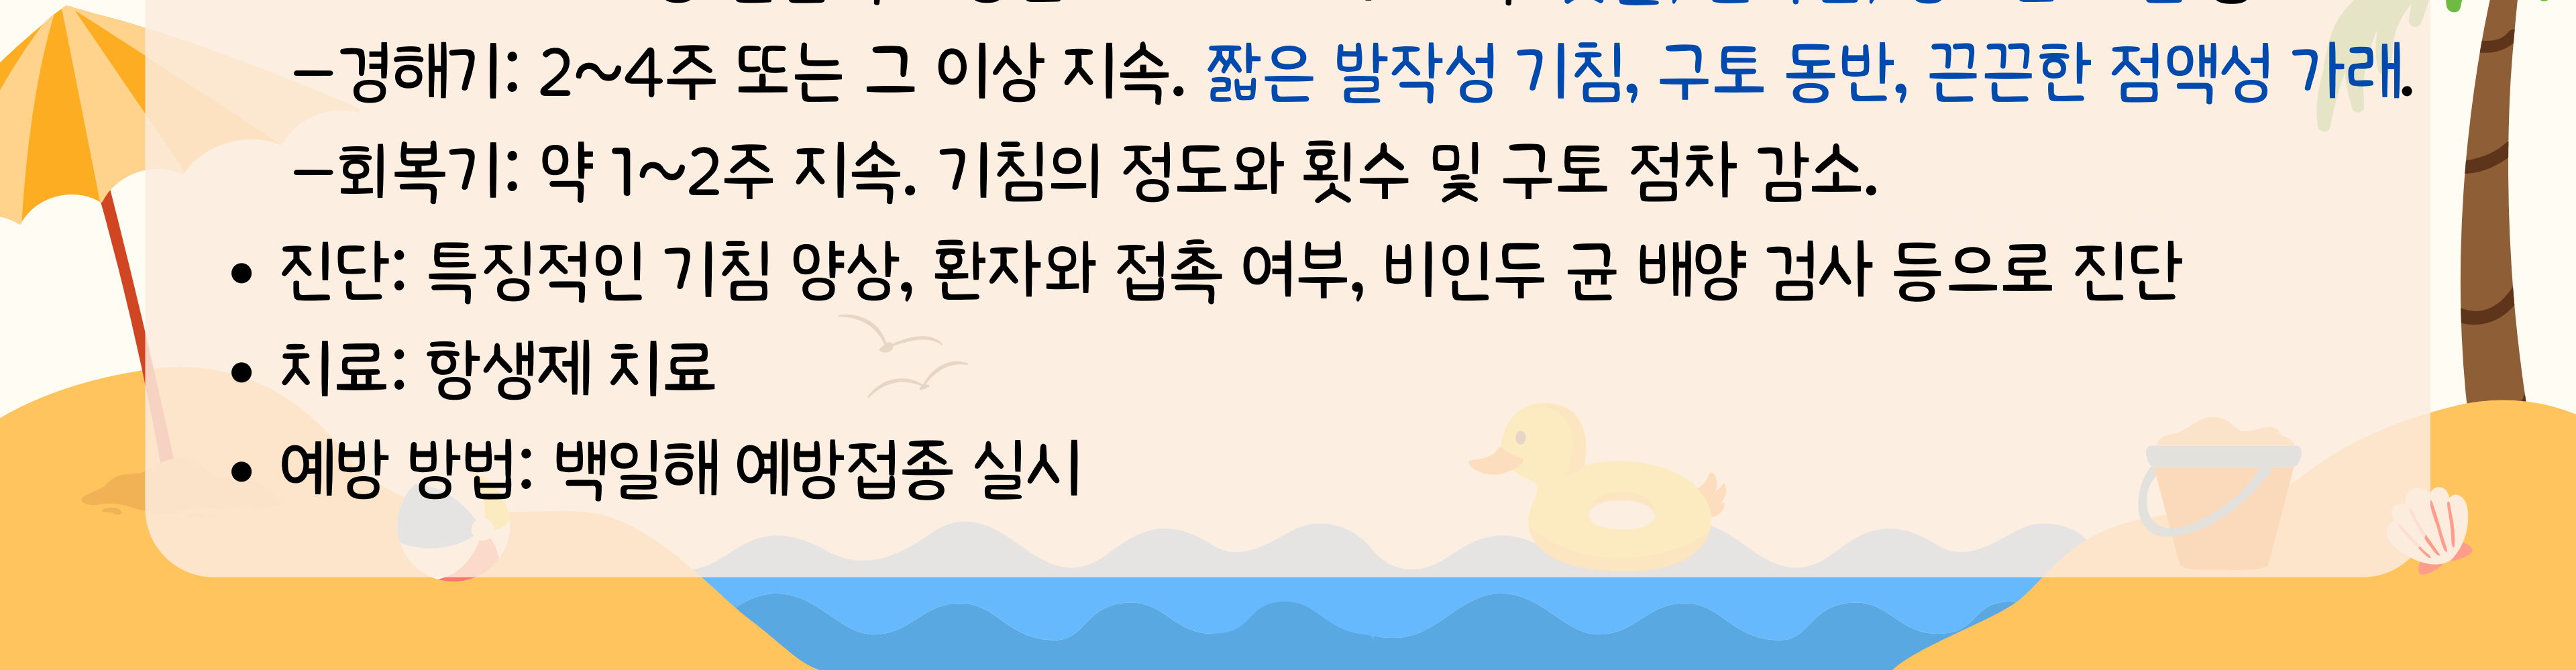 -경해기: 2~4주 또는 그 이상 지속. 짧은 발작성 기침, 구토 동반, 끈끈한 점액성 가래.
-회복기: 약 1~2주 지속. 기침의 정도와 횟수 및 구토 점차 감소.
• 진단: 특징적인 기침 양상, 환자와 접촉 여부, 비인두 균 배양 검사 등으로 진단
• 치료: 항생제 치료
• 예방 방법: 백일해 예방접종 실시